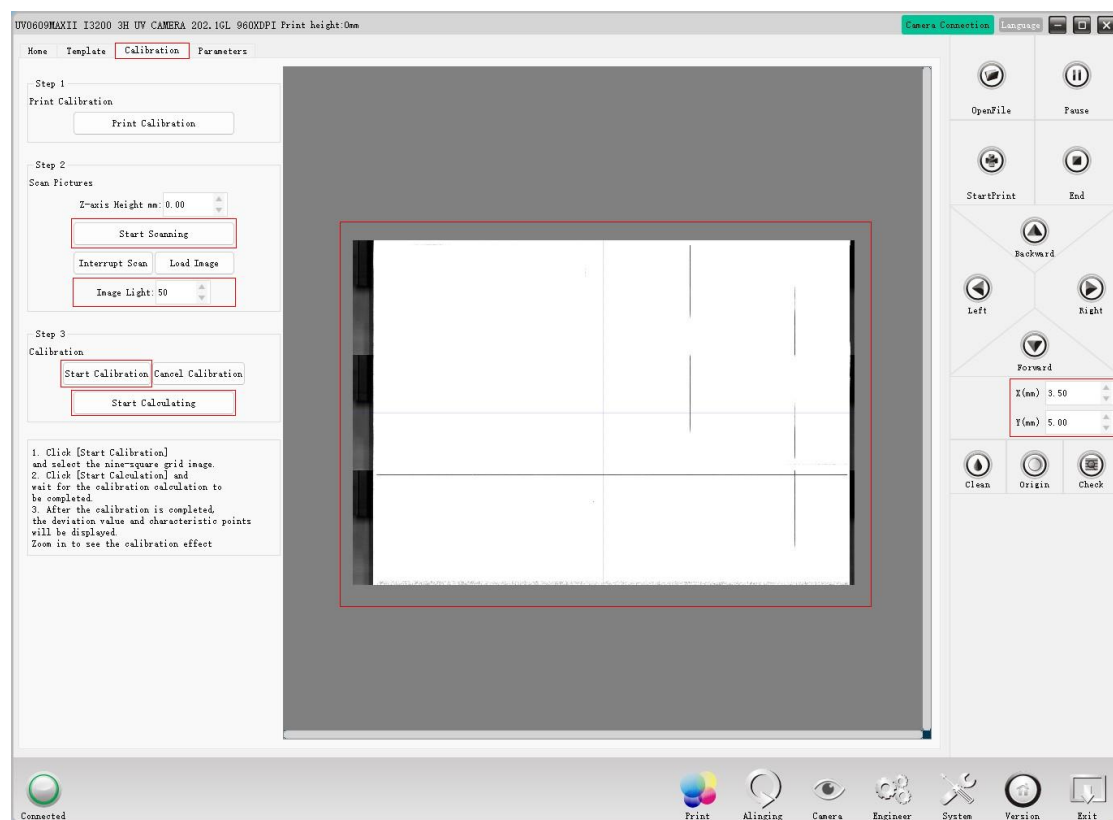 UV0609MAXII I3200 3H UV CAMERA 202.1GL 960XDPI Print height:0mm
Camera Connection
Language
Home Template Calibration Parameters
Step 1
Print Calibration
Print Calibration
Step 2
Scan Pictures
Z-axis Height mm: 0.00
Start Scanning
Interrupt Scan Load Image
Image Light: 50
Step 3
Calibration
Start Calibration Cancel Calibration
Start Calculating
1. Click [Start Calibration]
and select the nine-square grid image.
2. Click [Start Calculation] and
wait for the calibration calculation to
be completed.
3. After the calibration is completed,
the deviation value and characteristic points
will be displayed.
Zoom in to see the calibration effect
OpenFile Pause
StartPrint End
Backward
Left Right
Forward
X(mm) 3.50
Y(mm) 5.00
Clean Origin Check
Connected
Print Alinging Camera Engineer System Version Exit